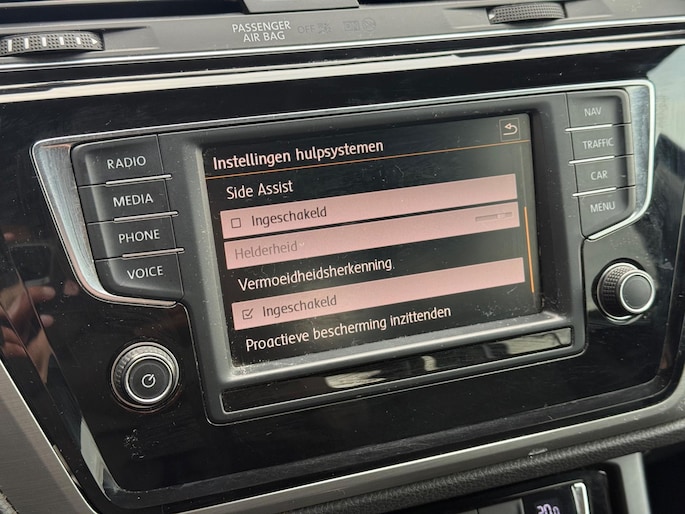 PASSENGER
AIR BAG
OFF
RADIO
MEDIA
PHONE
VOICE
NAV
TRAFFIC
CAR
MENU
Instellingen hulpsystemen
Side Assist
Ingeschakeld
Helderheid
Vermoeidheidsherkenning
Ingeschakeld
Proactieve bescherming inzittenden